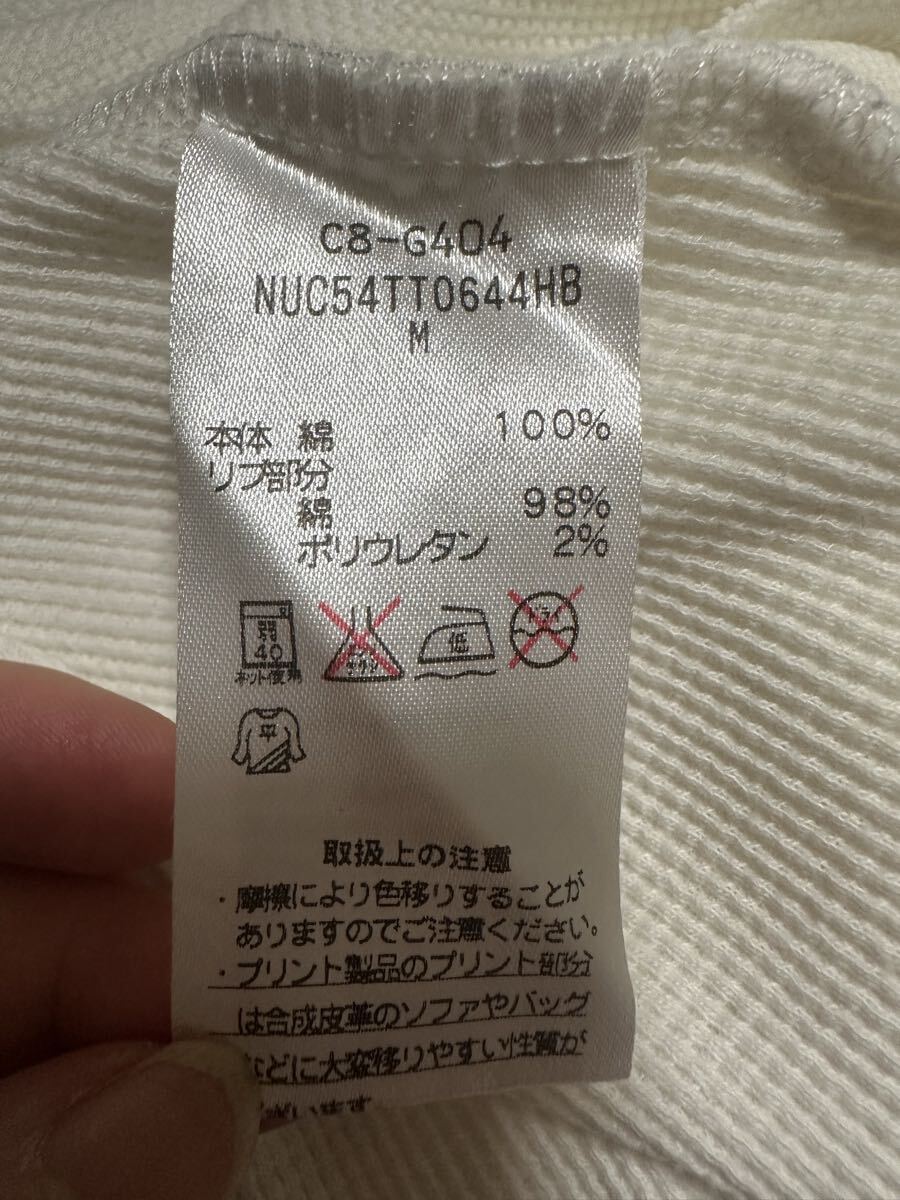 C8-G404
NUC54TT0644HB
M
本体 綿 100%
リブ部分
綿 98%
ポリウレタン 2%
弱
40
ネット使用
低
平
取扱上の注意
・摩擦により色移りすることが
ありますのでご注意ください。
・プリント製品のプリント部分
は合成皮革のソファやバッグ
などに大変移りやすい性質が
ざいます